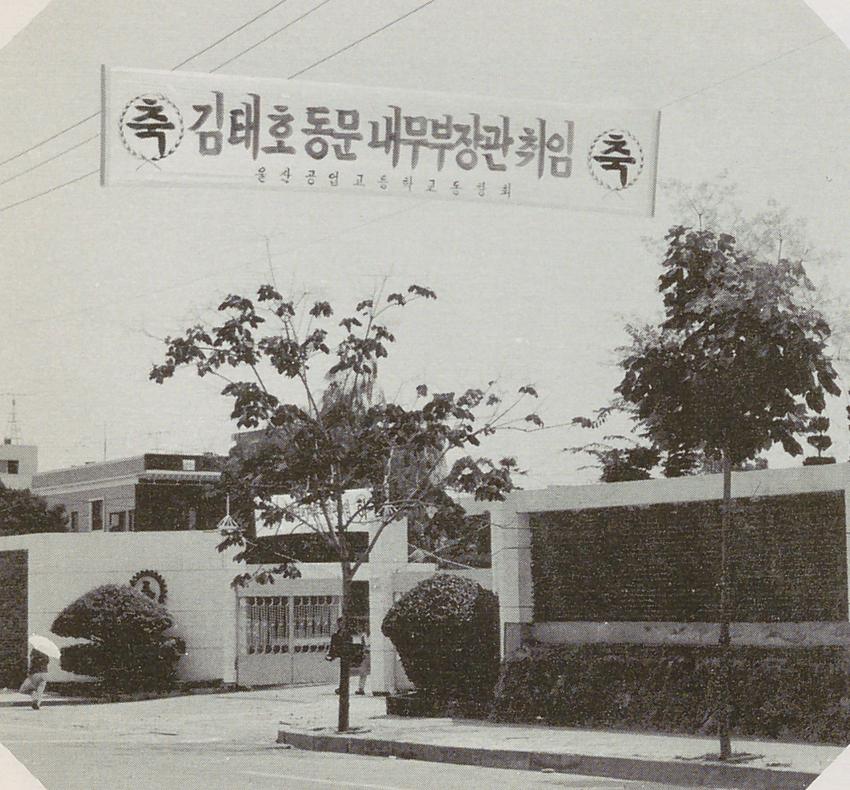 축 김태호 동문 내무부장관 취임 축
울산공업고등학교동창회